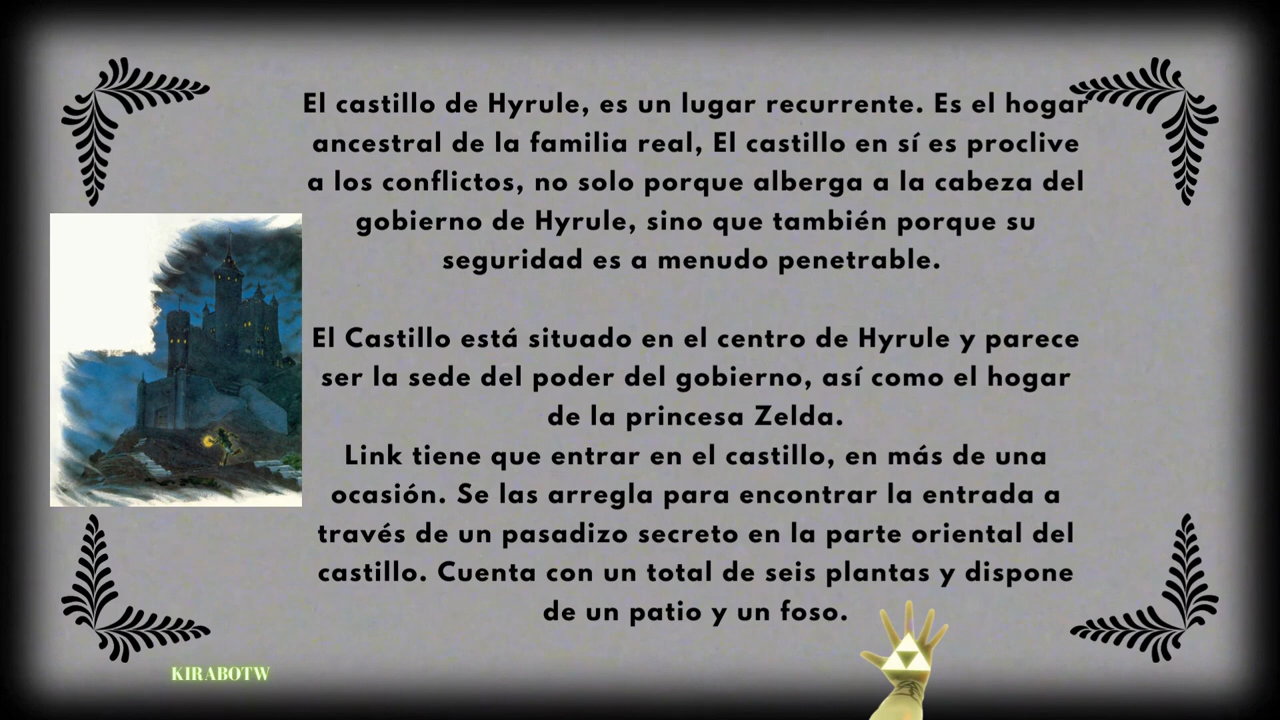 El castillo de Hyrule, es un lugar recurrente. Es el hogar
ancestral de la familia real, El castillo en sí es proclive
a los conflictos, no solo porque alberga a la cabeza del
gobierno de Hyrule, sino que también porque su
seguridad es a menudo penetrable.
El Castillo está situado en el centro de Hyrule y parece
ser la sede del poder del gobierno, así como el hogar
de la princesa Zelda.
Link tiene que entrar en el castillo, en más de una
ocasión. Se las arregla para encontrar la entrada a
través de un pasadizo secreto en la parte oriental del
castillo. Cuenta con un total de seis plantas y dispone
de un patio y un foso.
KIRABOTW